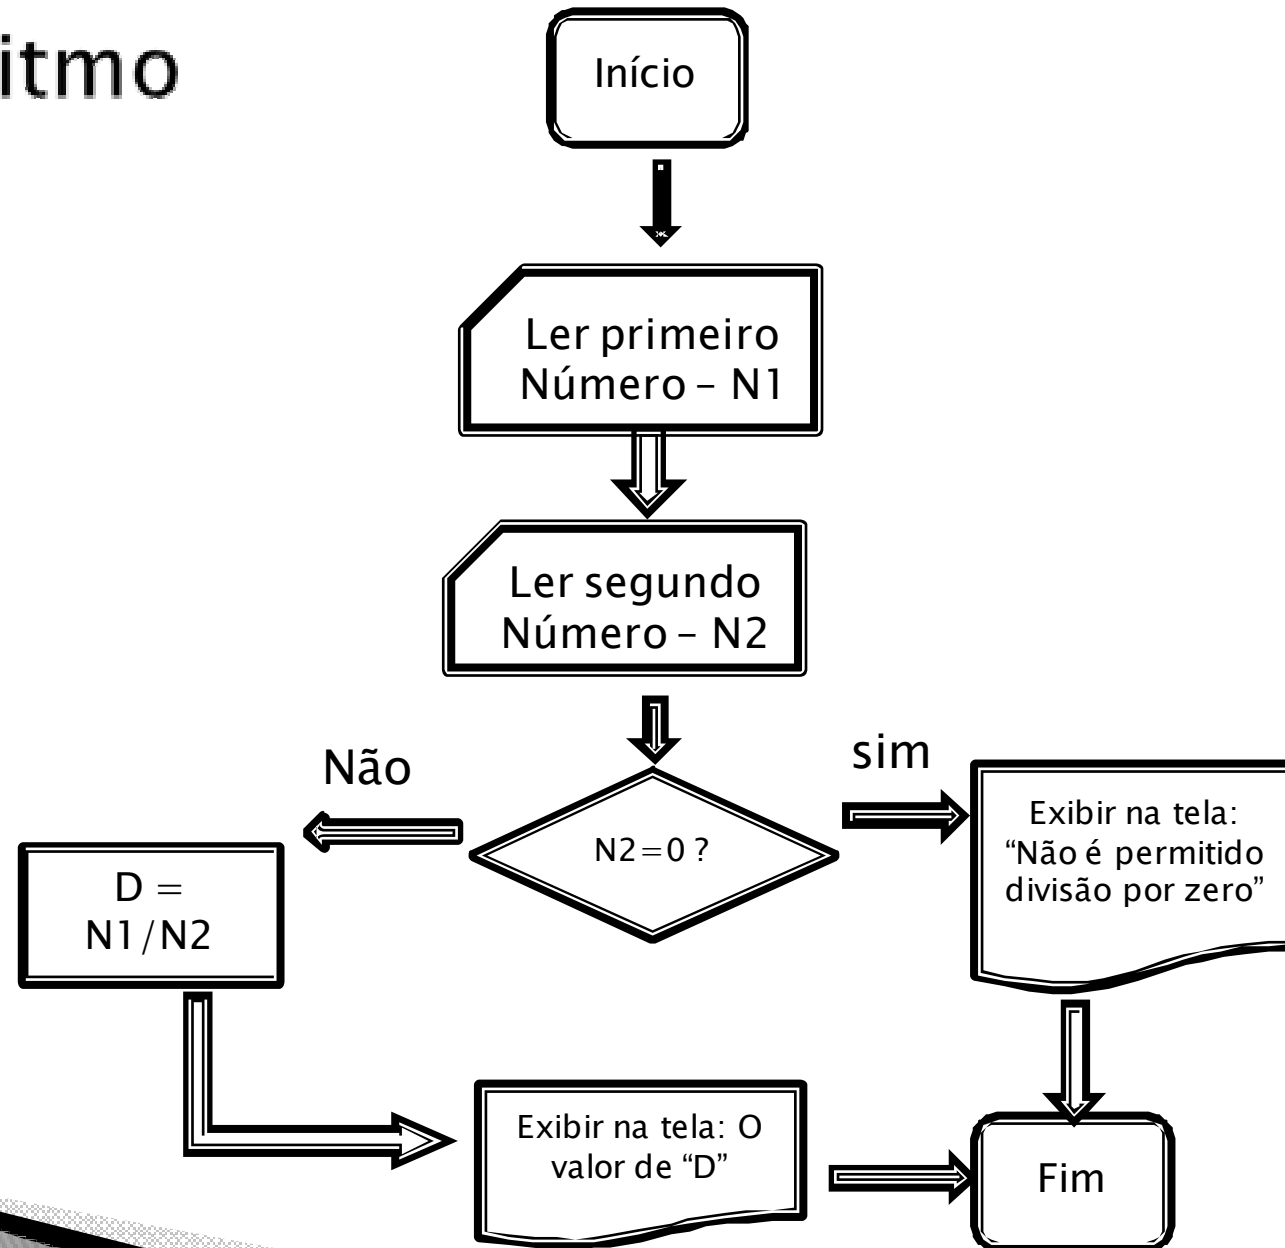 itmo
Início
Ler primeiro
Número – N1
Ler segundo
Número – N2
Não
sim
N2=0 ?
Exibir na tela:
“Não é permitido
divisão por zero”
D =
N1/N2
Exibir na tela: O
valor de “D”
Fim